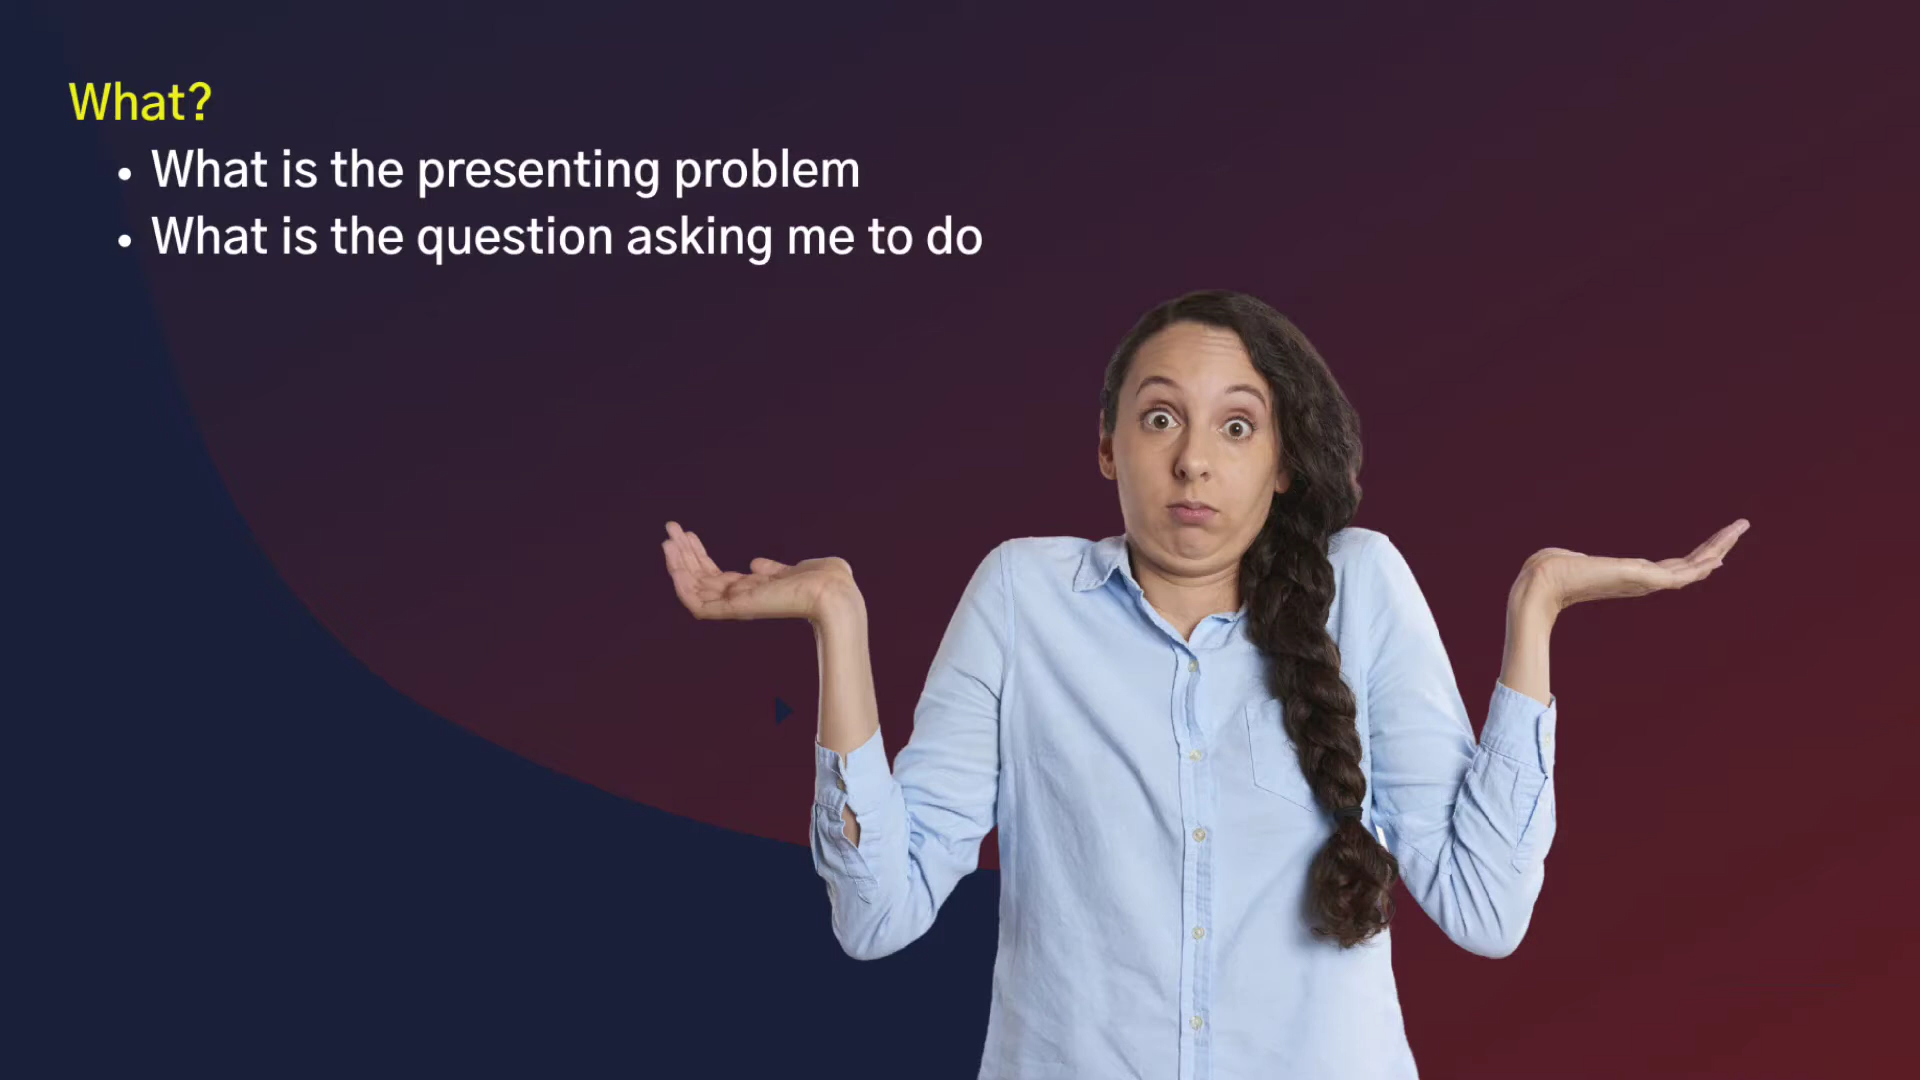 What?
• What is the presenting problem
• What is the question asking me to do